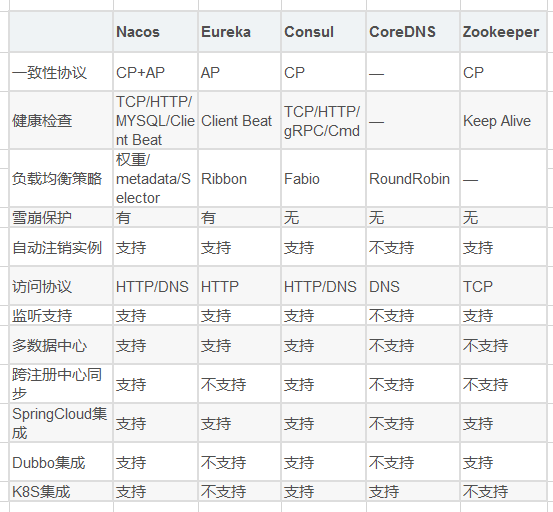 Nacos Eureka Consul CoreDNS Zookeeper
一致性协议 CP+AP AP CP — CP
健康检查 TCP/HTTP/MYSQL/Client Beat Client Beat TCP/HTTP/gRPC/Cmd — Keep Alive
负载均衡策略 权重/metadata/Selector Ribbon Fabio RoundRobin —
雪崩保护 有 有 无 无 无
自动注销实例 支持 支持 支持 不支持 支持
访问协议 HTTP/DNS HTTP HTTP/DNS DNS TCP
监听支持 支持 支持 支持 不支持 支持
多数据中心 支持 支持 支持 不支持 不支持
跨注册中心同步 支持 不支持 支持 不支持 不支持
SpringCloud集成 支持 支持 支持 不支持 支持
Dubbo集成 支持 不支持 支持 不支持 支持
K8S集成 支持 不支持 支持 支持 不支持